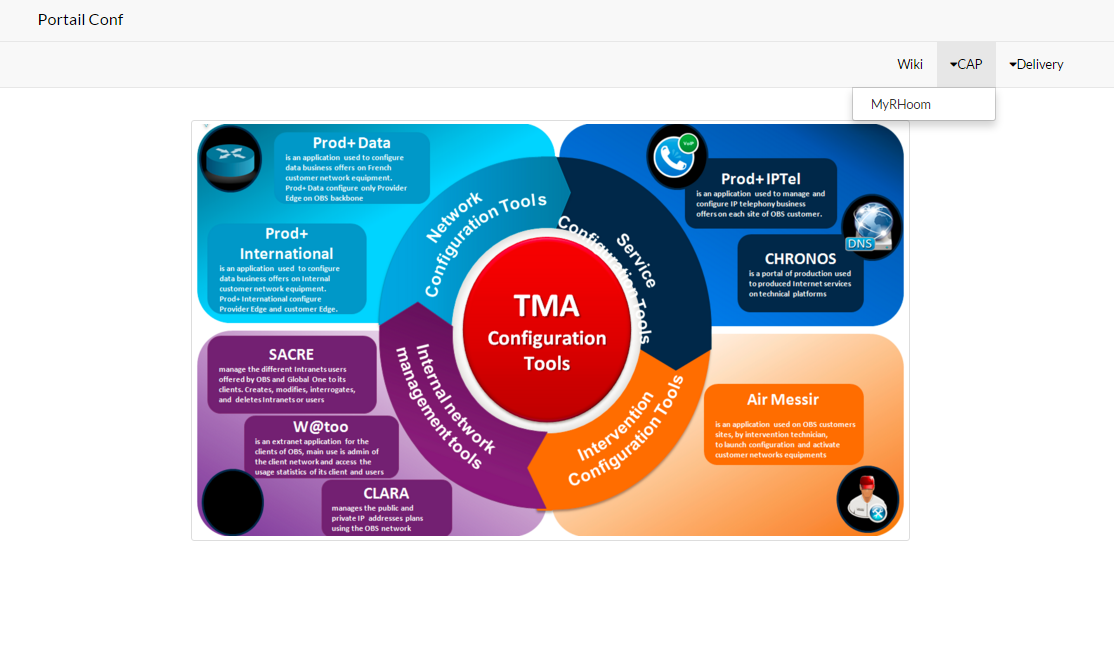 Portail Conf
Wiki
CAP
Delivery
MyRHoom
Prod+ Data
is an application used to configure
data business offers on French
customer network equipment.
Prod+ Data configure only Provider
Edge on OBS backbone
Prod+
International
is an application used to configure
data business offers on Internal
customer network equipment.
Prod+ International configure
Provider Edge and customer Edge.
Network
Configuration Tools
Service
Configuration Tools
VoIP
Prod+ IPTel
is an application used to manage and
configure IP telephony business
offers on each site of OBS customer.
DNS
CHRONOS
is a portal of production used
to produced Internet services
on technical platforms
TMA
Configuration
Tools
SACRE
manage the different Intranets users
offered by OBS and Global One to its
clients. Creates, modifies, interrogates,
and deletes Intranets or users
W@too
is an extranet application for the
clients of OBS, main use is admin of
the client network and access the
usage statistics of its client and users
CLARA
manages the public and
private IP addresses plans
using the OBS network
Internal network
management tools
Intervention
Configuration Tools
Air Messir
is an application used on OBS customers
sites, by intervention technician,
to launch configuration and activate
customer networks equipments